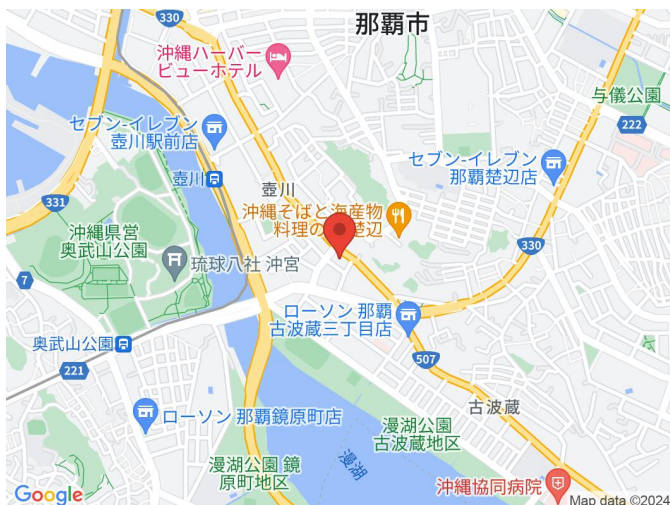 330
那覇市
沖縄ハーバー
ビューホテル
与儀公園
222
セブン-イレブン
壺川駅前店
セブン-イレブン
那覇楚辺店
壺川
壺川
331
沖縄そばと海産物
料理の
楚辺
沖縄県営
奥武山公園
琉球八社 沖宮
330
7
ローソン 那覇
古波蔵三丁目店
奥武山公園
221
507
古波蔵
ローソン 那覇鏡原町店
漫湖公園
古波蔵地区
漫湖公園 鏡
原町地区
漫湖
沖縄協同病院
Google
Map data ©2024